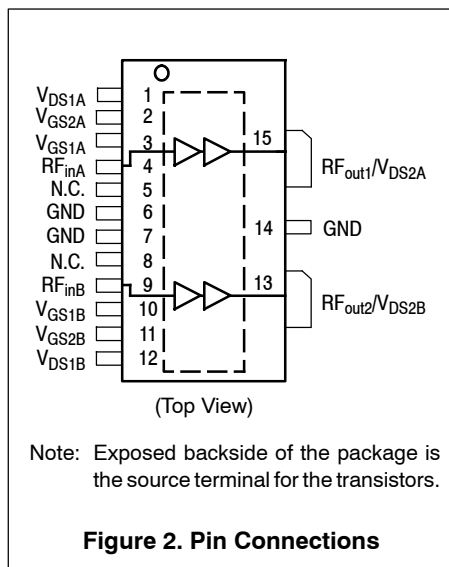 V_DS1A 1
V_GS2A 2
V_GS1A 3 15
RF_inA 4 RF_out1/V_DS2A
N.C. 5
GND 6
GND 7 14 GND
N.C. 8
RF_inB 9 13
V_GS1B 10 RF_out2/V_DS2B
V_GS2B 11
V_DS1B 12
(Top View)
Note: Exposed backside of the package is
the source terminal for the transistors.
Figure 2. Pin Connections